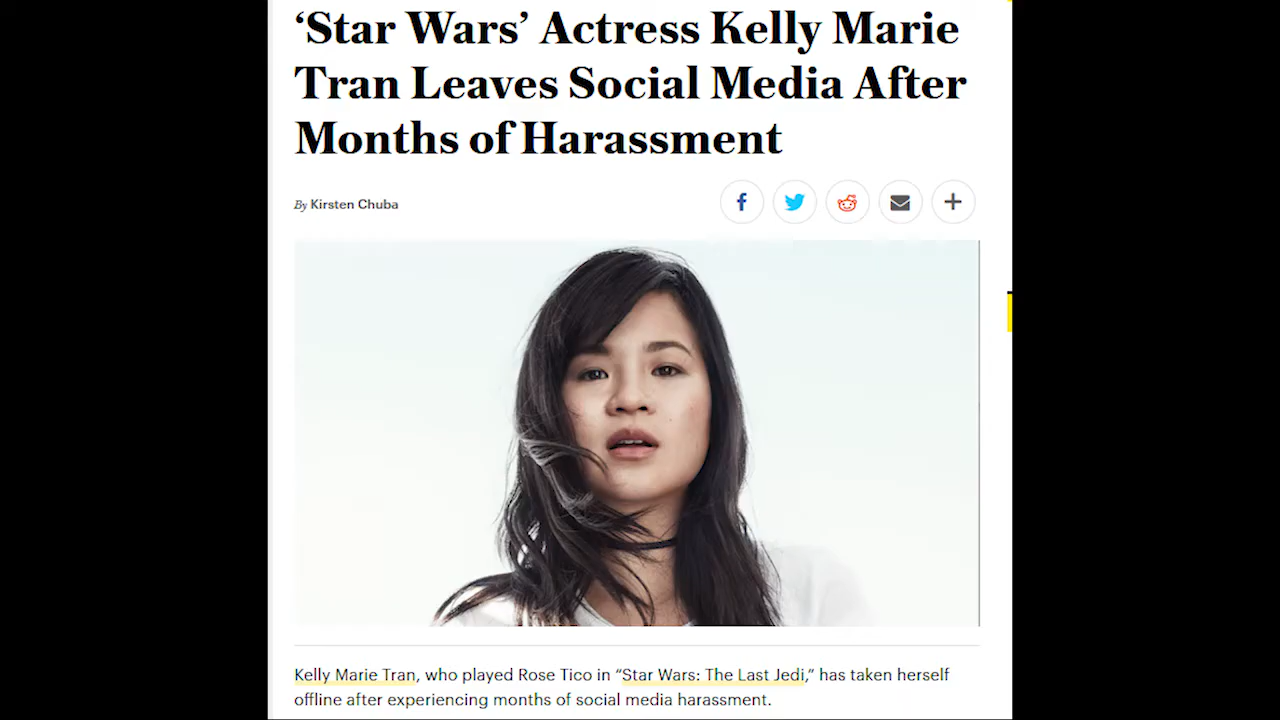 ‘Star Wars’ Actress Kelly Marie
Tran Leaves Social Media After
Months of Harassment
By Kirsten Chuba
Kelly Marie Tran, who played Rose Tico in “Star Wars: The Last Jedi,” has taken herself
offline after experiencing months of social media harassment.